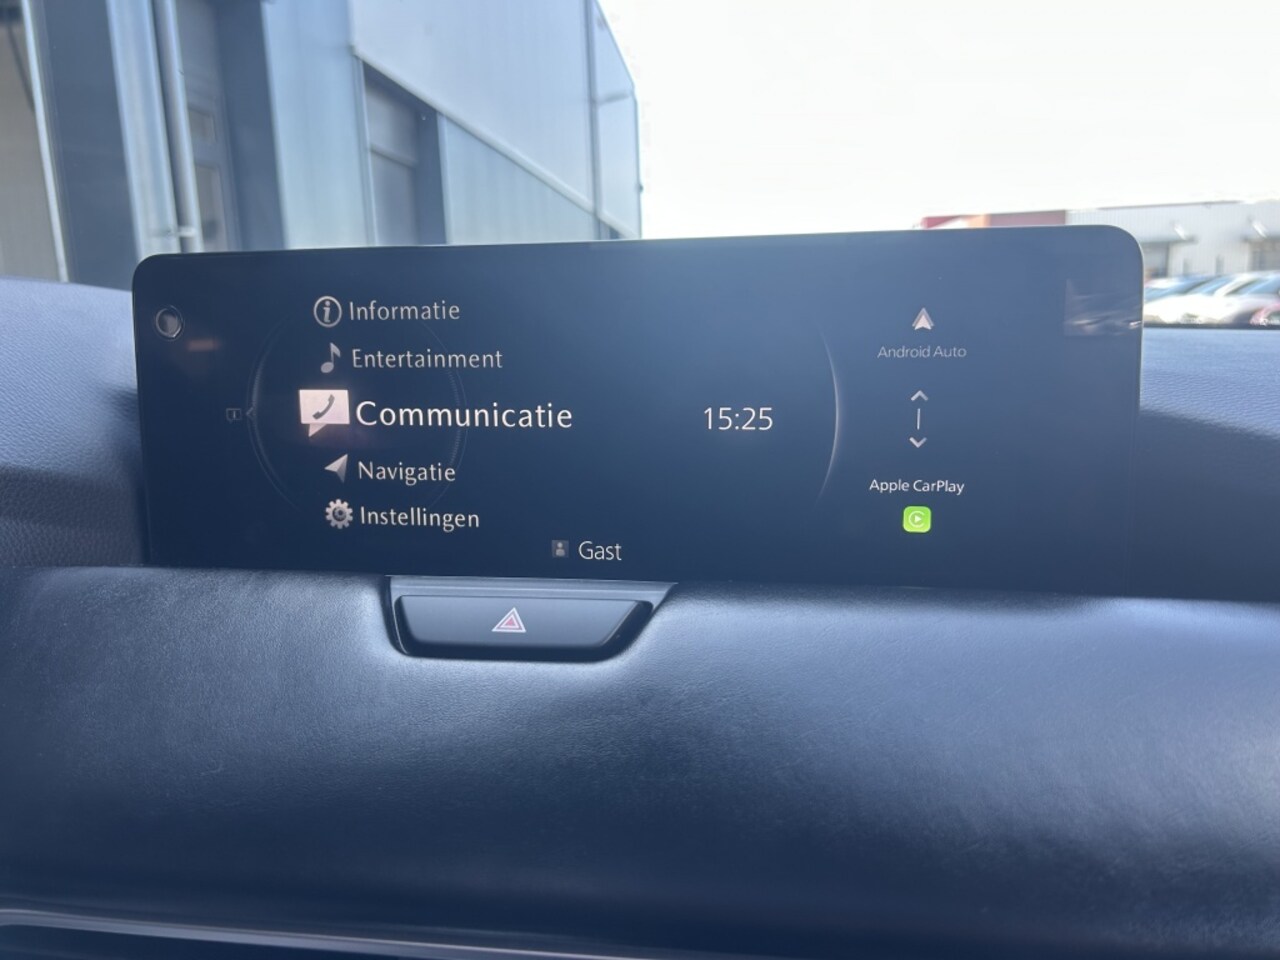 Informatie
Entertainment
Communicatie
Navigatie
Instellingen
15:25
Gast
Android Auto
Apple CarPlay